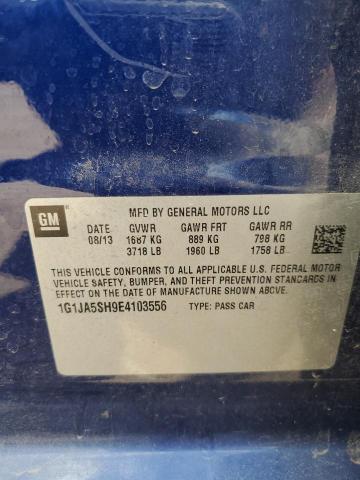 GM
MFD BY GENERAL MOTORS LLC
DATE GVWR GAWR FRT GAWR RR
08/13 1687 KG 889 KG 798 KG
3718 LB 1960 LB 1758 LB
THIS VEHICLE CONFORMS TO ALL APPLICABLE U.S. FEDERAL MOTOR
VEHICLE SAFETY, BUMPER, AND THEFT PREVENTION STANDARDS
IN EFFECT ON THE DATE OF MANUFACTURE SHOWN ABOVE.
1G1JA5SH9E4103556 TYPE: PASS CAR